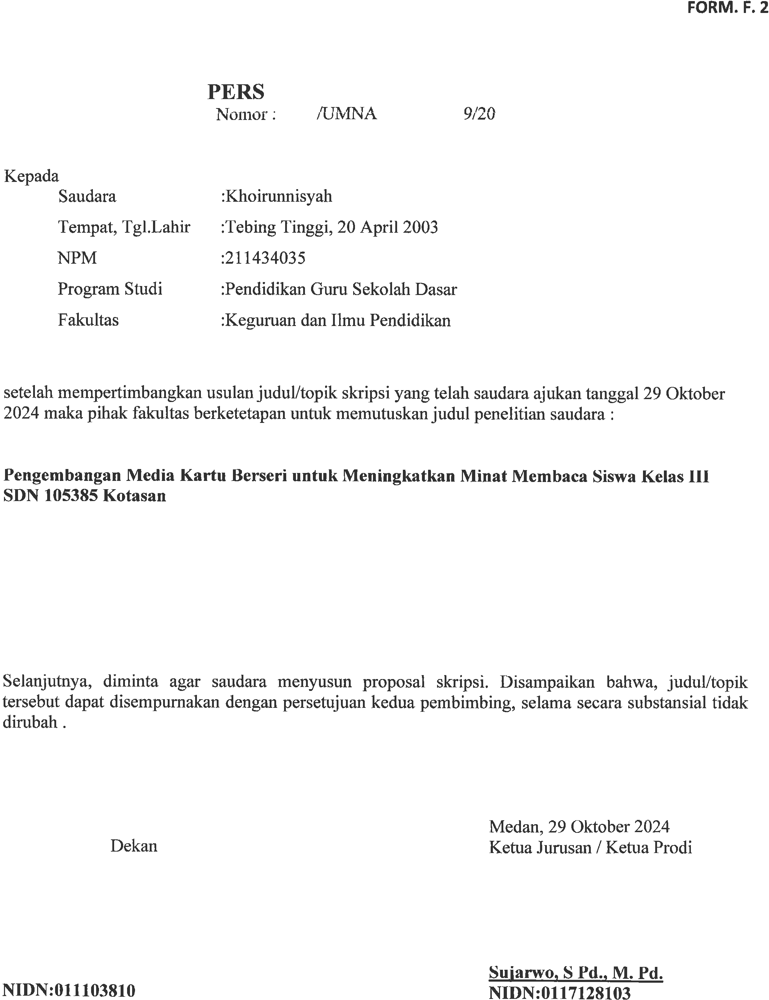 FORM. F. 2
PERS
Nomor : /UMNA 9/20
Kepada
Saudara :Khoirunnisyah
Tempat, Tgl.Lahir :Tebing Tinggi, 20 April 2003
NPM :211434035
Program Studi :Pendidikan Guru Sekolah Dasar
Fakultas :Keguruan dan Ilmu Pendidikan
setelah mempertimbangkan usulan judul/topik skripsi yang telah saudara ajukan tanggal 29 Oktober
2024 maka pihak fakultas berketetapan untuk memutuskan judul penelitian saudara :
Pengembangan Media Kartu Berseri untuk Meningkatkan Minat Membaca Siswa Kelas III
SDN 105385 Kotasan
Selanjutnya, diminta agar saudara menyusun proposal skripsi. Disampaikan bahwa, judul/topik
tersebut dapat disempurnakan dengan persetujuan kedua pembimbing, selama secara substansial tidak
dirubah .
Medan, 29 Oktober 2024
Dekan Ketua Jurusan / Ketua Prodi
Sujarwo, S Pd., M. Pd.
NIDN:011103810 NIDN:0117128103